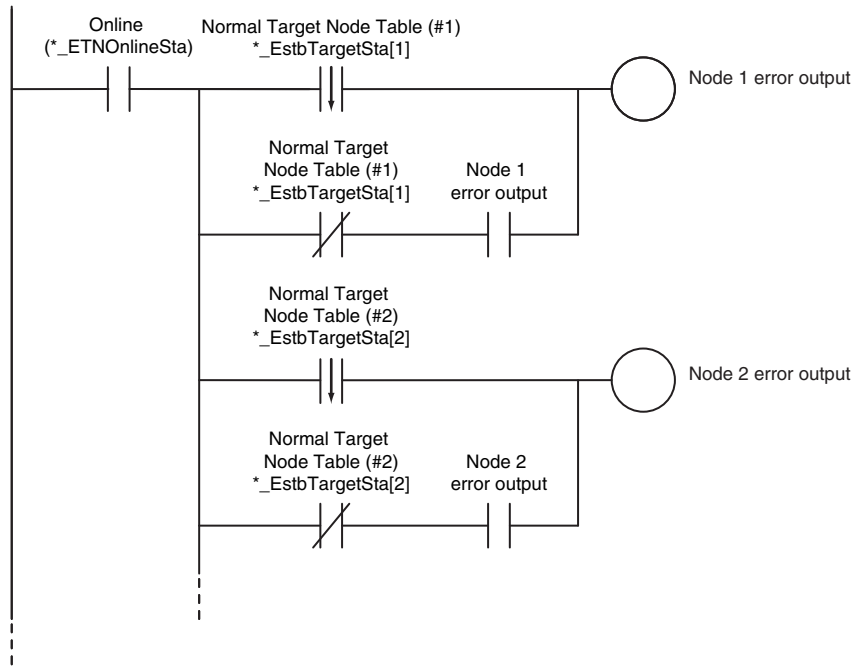 Online
(*_ETNOnlineSta)
Normal Target Node Table (#1)
*_EstbTargetSta[1]
Node 1 error output
Normal Target
Node Table (#1)
*_EstbTargetSta[1]
Node 1
error output
Normal Target
Node Table (#2)
*_EstbTargetSta[2]
Node 2 error output
Normal Target
Node Table (#2)
*_EstbTargetSta[2]
Node 2
error output